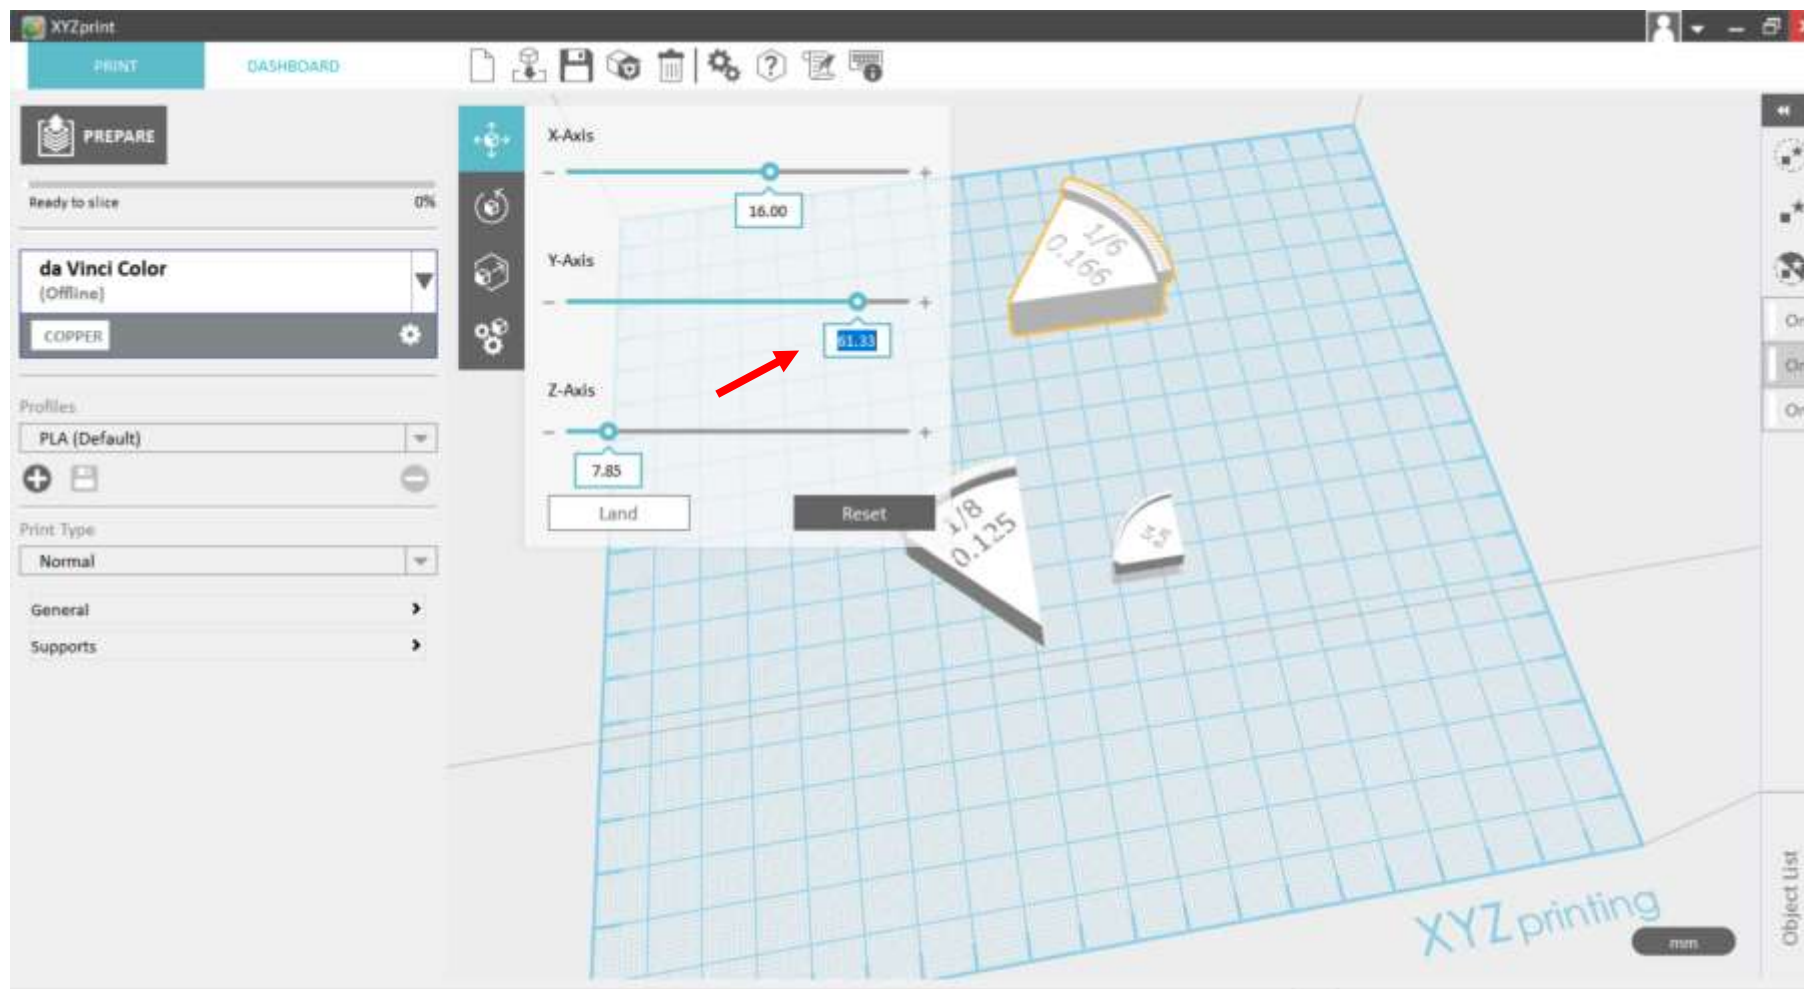 XYZprint
PRINT
DASHBOARD
PREPARE
Ready to slice
0%
da Vinci Color
(Offline)
COPPER
Profiles
PLA (Default)
Print Type
Normal
General
Supports
X-Axis
16.00
Y-Axis
61.33
Z-Axis
7.85
Land
Reset
1/6
0.166
1/8
0.125
XYZprinting
mm
Object List